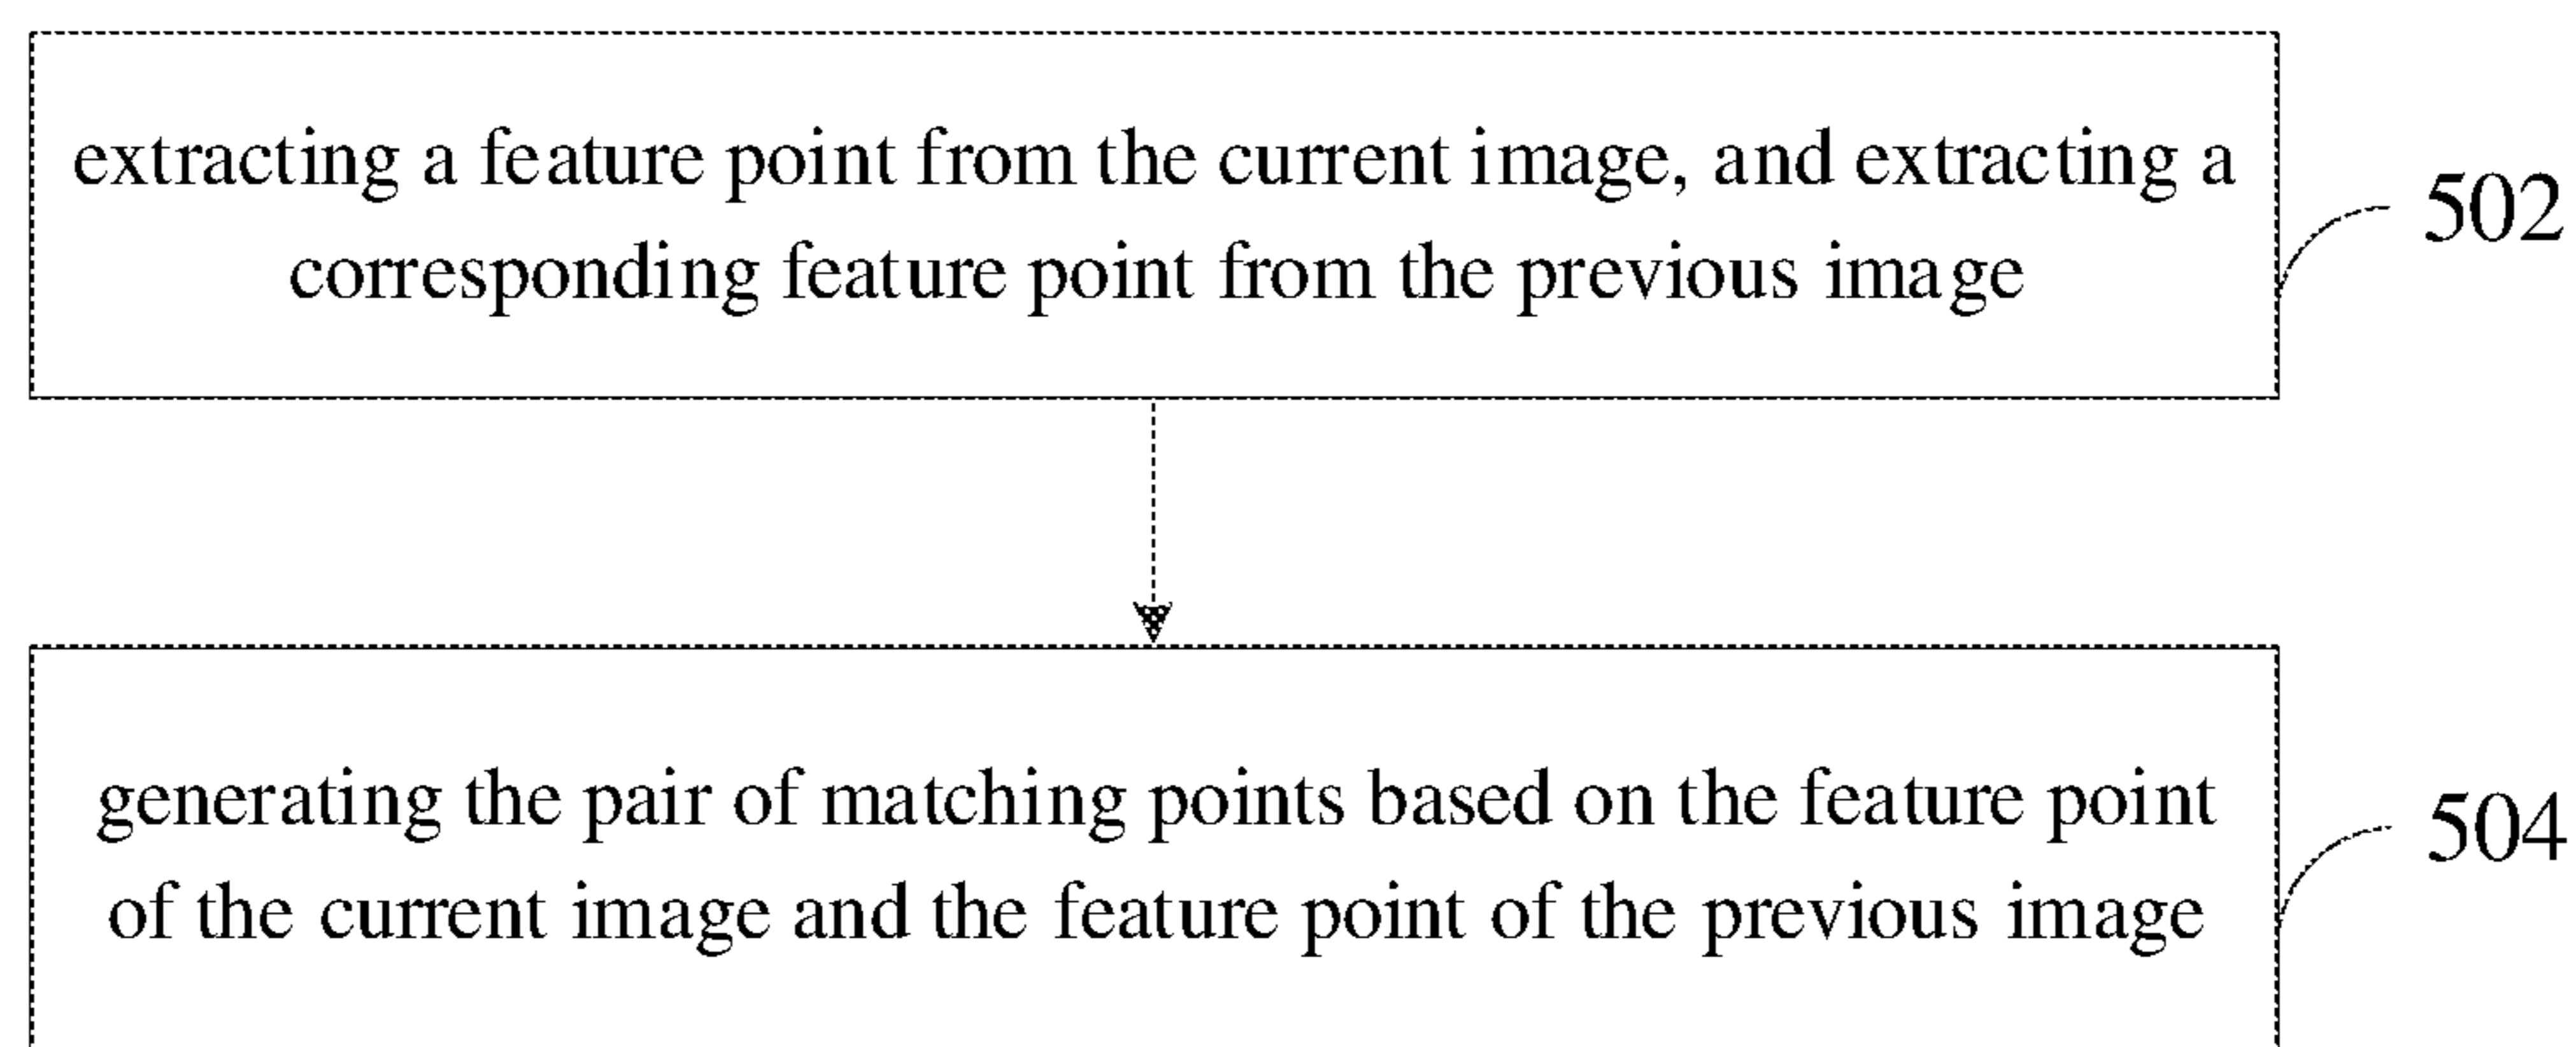 extracting a feature point from the current image, and extracting a
corresponding feature point from the previous image
502
generating the pair of matching points based on the feature point
of the current image and the feature point of the previous image
504